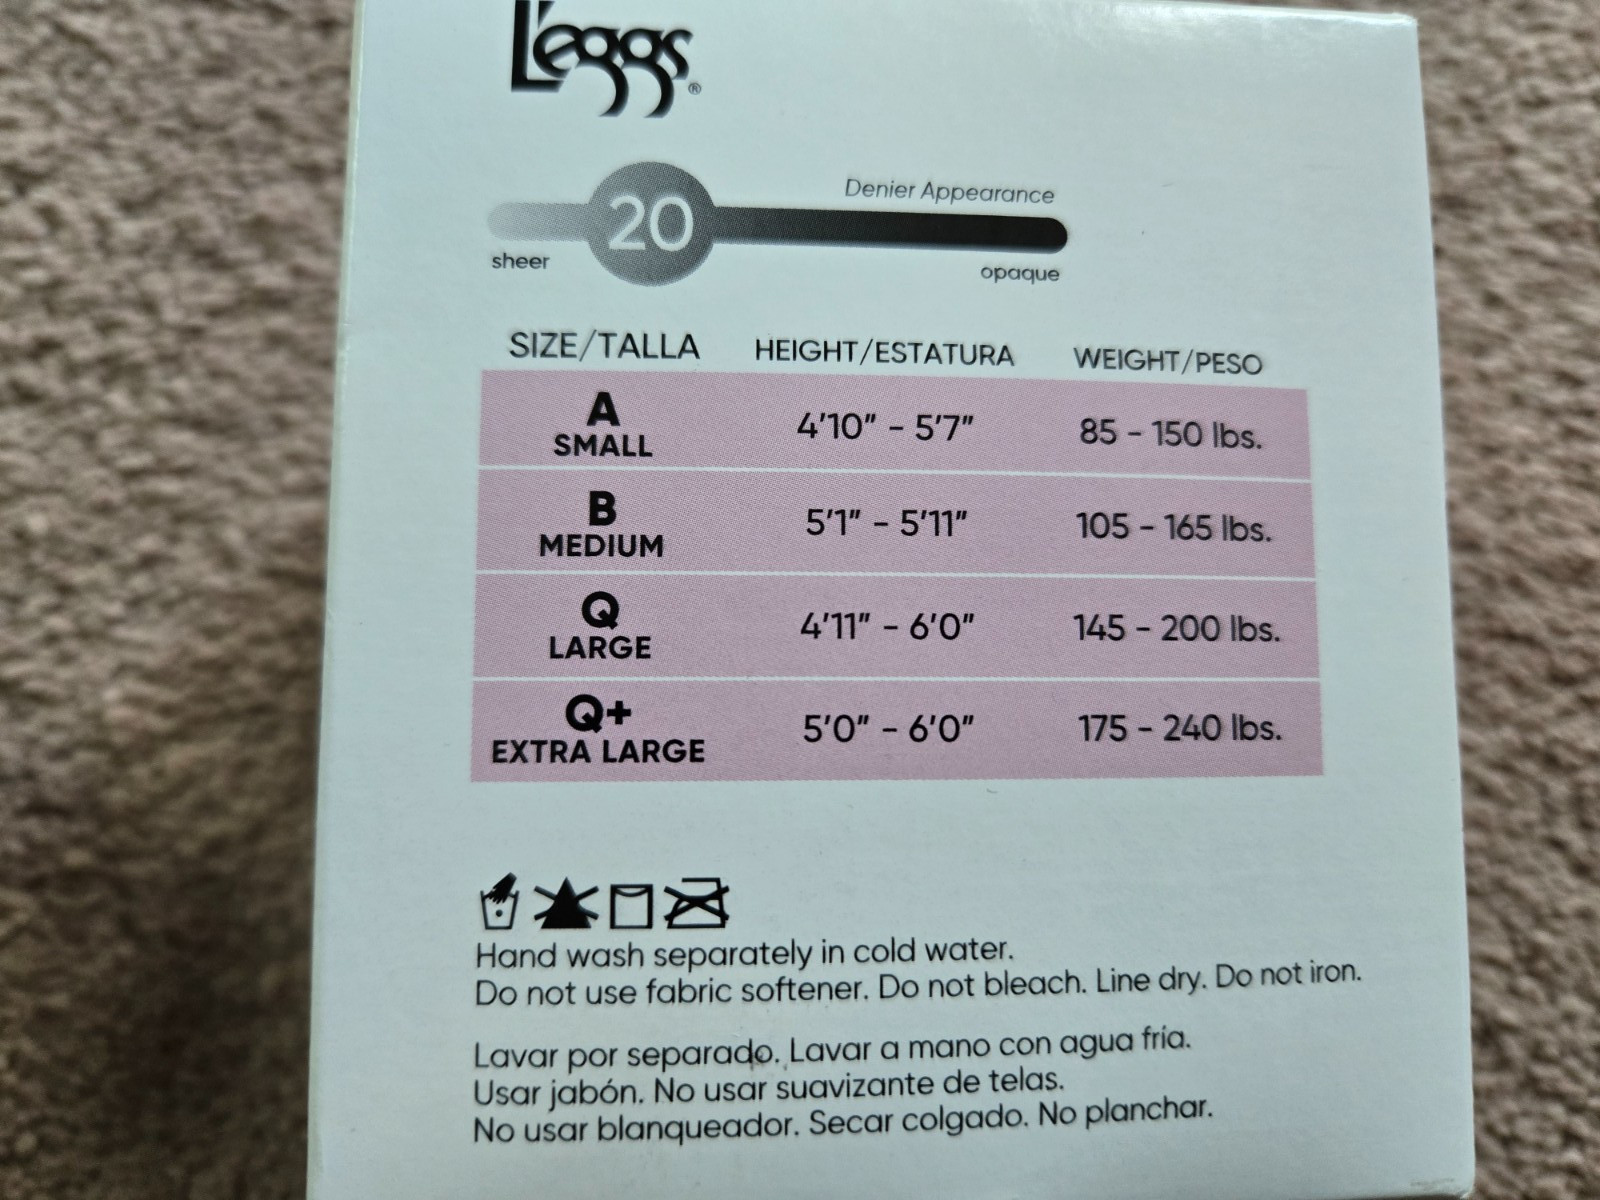 L'eggs®
Denier Appearance
20
sheer
opaque
SIZE/TALLA HEIGHT/ESTATURA WEIGHT/PESO
A
SMALL
4'10" - 5'7"
85 - 150 lbs.
B
MEDIUM
5'1" - 5'11"
105 - 165 lbs.
Q
LARGE
4'11" - 6'0"
145 - 200 lbs.
Q+
EXTRA LARGE
5'0" - 6'0"
175 - 240 lbs.
Hand wash separately in cold water.
Do not use fabric softener. Do not bleach. Line dry. Do not iron.
Lavar por separado. Lavar a mano con agua fría.
Usar jabón. No usar suavizante de telas.
No usar blanqueador. Secar colgado. No planchar.